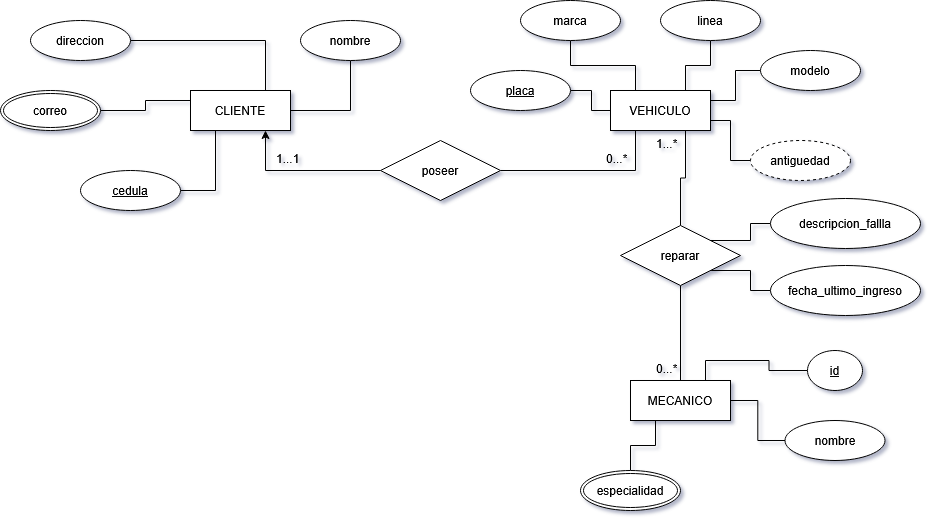 marca
linea
direccion
nombre
modelo
placa
correo
CLIENTE
VEHICULO
1...1
0...*
1...*
antiguedad
poseer
cedula
descripcion_fallla
reparar
fecha_ultimo_ingreso
0...*
id
MECANICO
nombre
especialidad